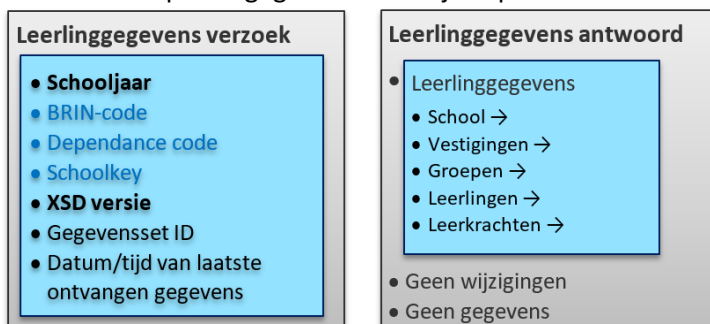 Leerlinggegevens verzoek
• Schooljaar
• BRIN-code
• Dependance code
• Schoolkey
• XSD versie
• Gegevensset ID
• Datum/tijd van laatste
ontvangen gegevens
Leerlinggegevens antwoord
• Leerlinggegevens
• School →
• Vestigingen →
• Groepen →
• Leerlingen →
• Leerkrachten →
• Geen wijzigingen
• Geen gegevens